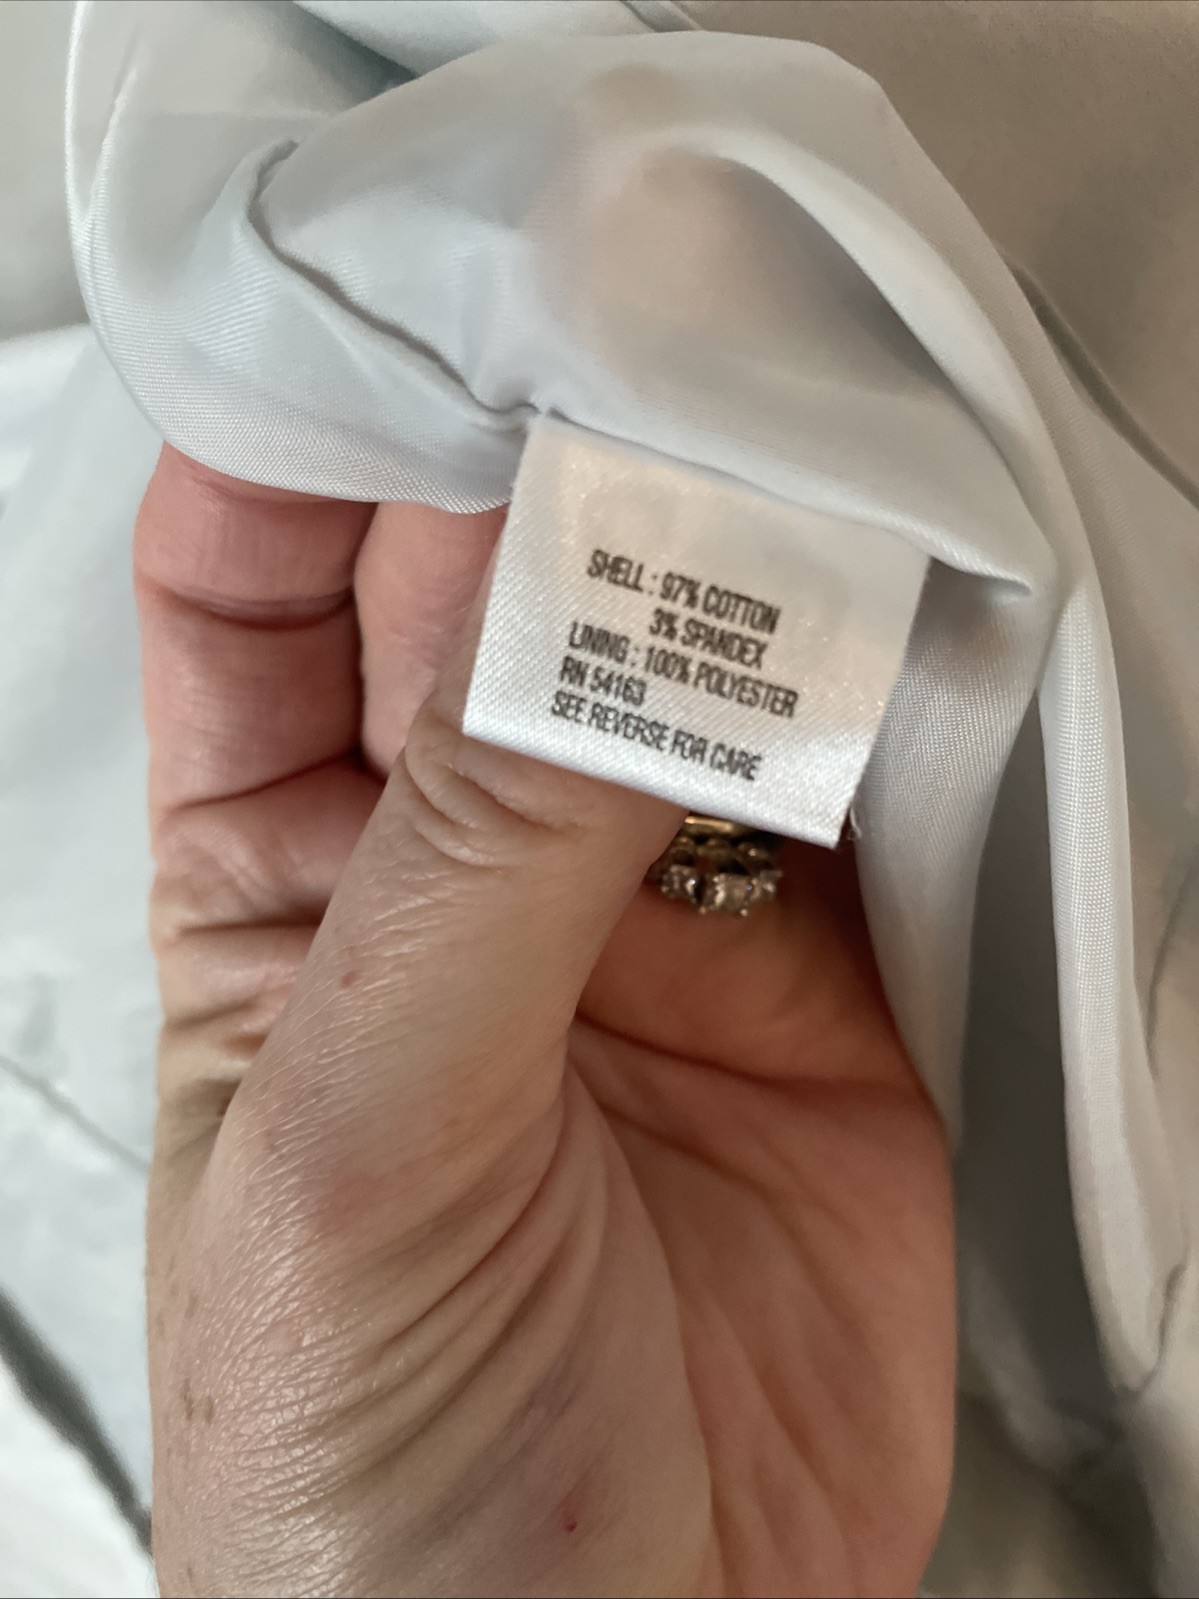 SHELL : 97% COTTON
3% SPANDEX
LINING : 100% POLYESTER
RN 54163
SEE REVERSE FOR CARE